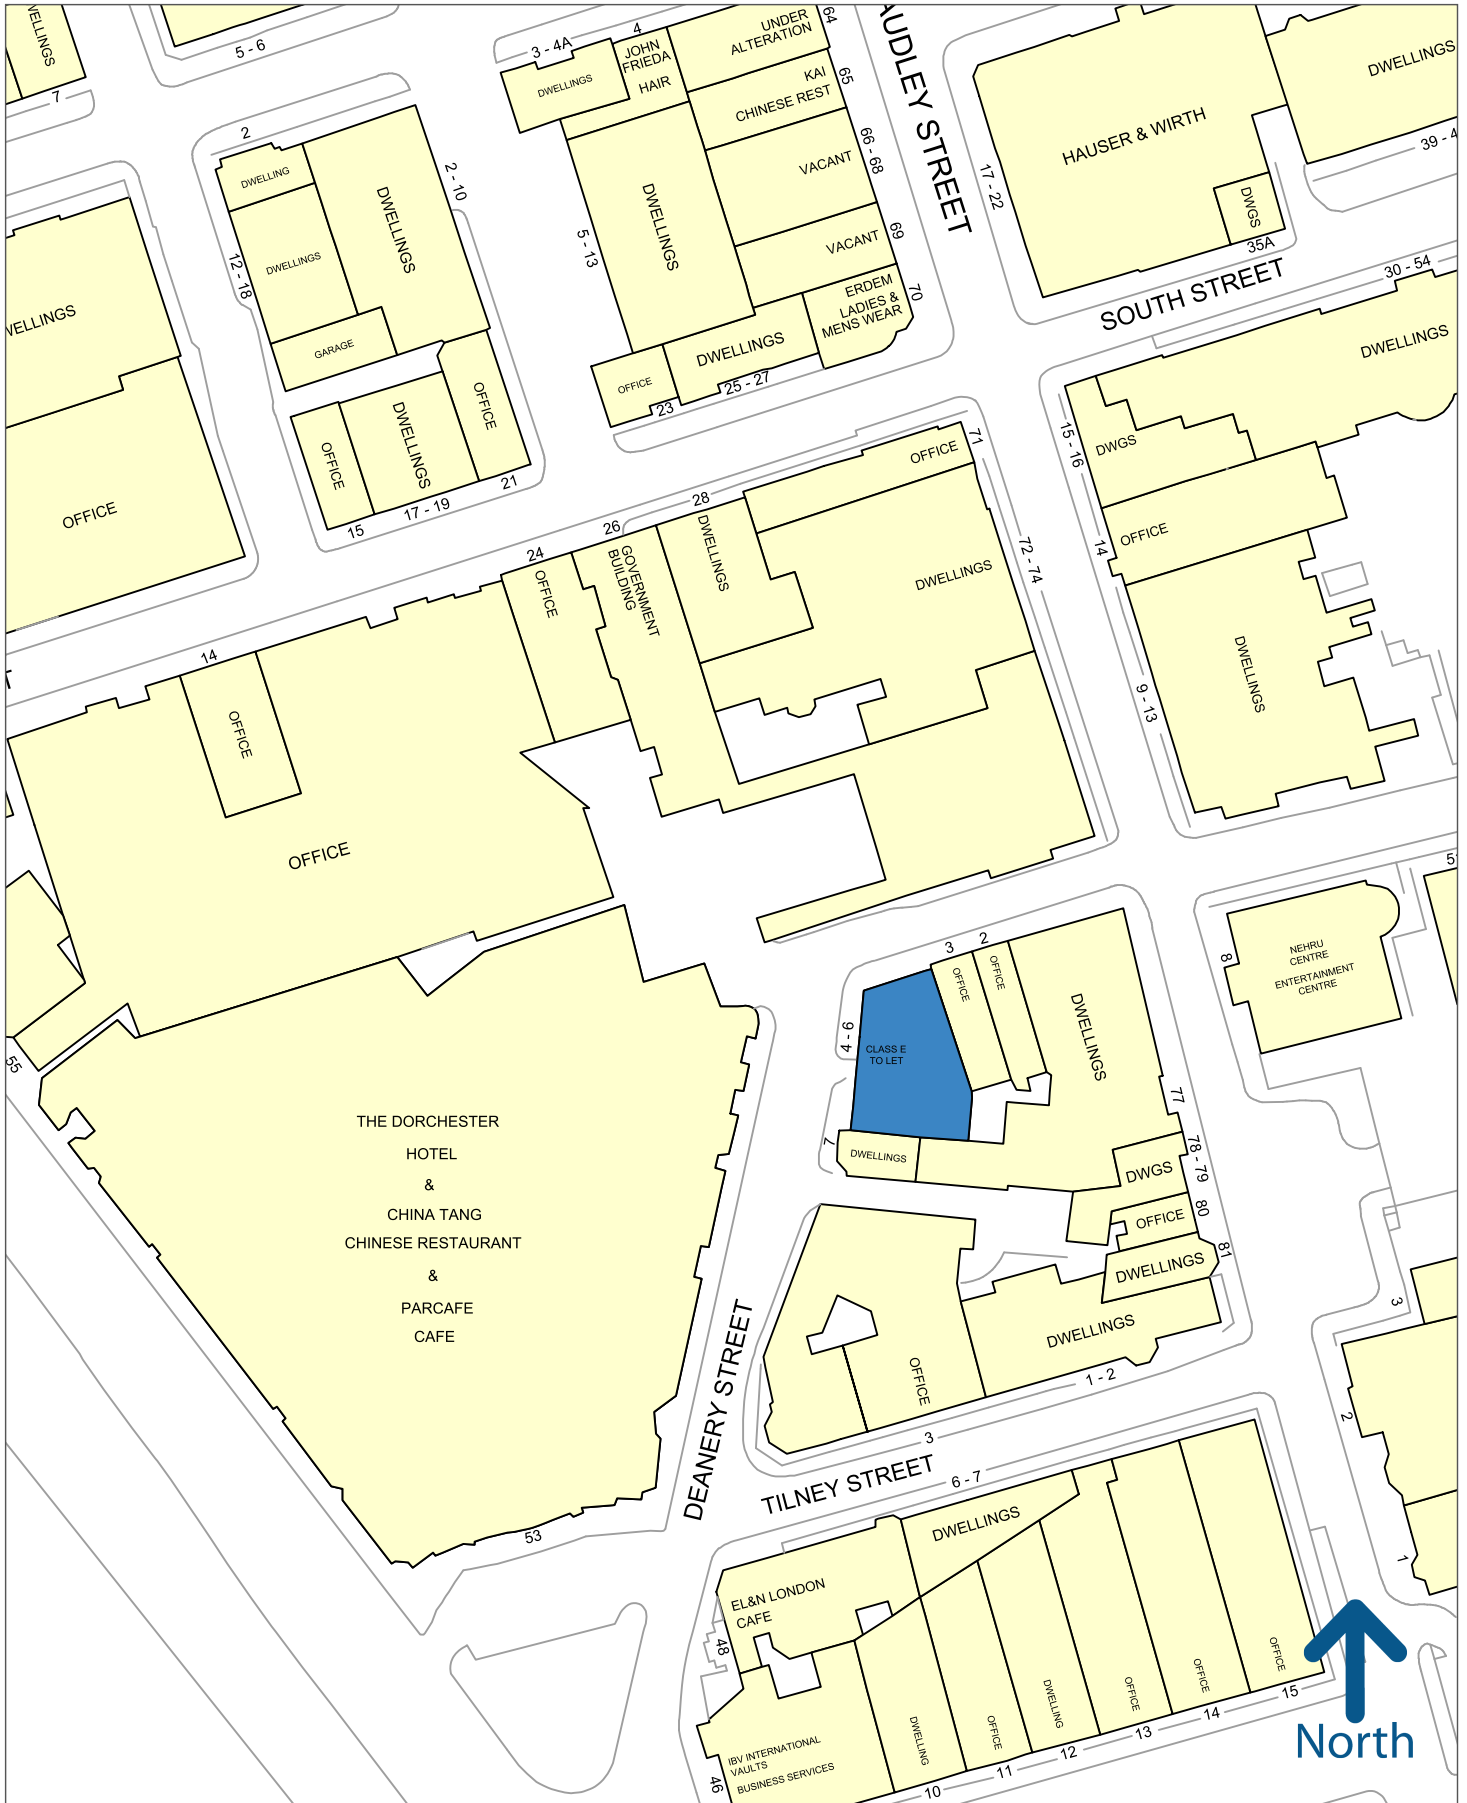 VELLINGS
7
5 - 6
2
DWELLING
DWELLINGS
12 - 18
DWELLINGS
2 - 10
GARAGE
OFFICE
DWELLINGS
OFFICE
15
17 - 19
21
WELLINGS
OFFICE
3 - 4A
4
DWELLINGS
JOHN
FRIEDA
HAIR
UNDER
ALTERATION
64
KAI
CHINESE REST
65
VACANT
66 - 68
VACANT
69
ERDEM
LADIES &
MENS WEAR
70
DWELLINGS
5 - 13
OFFICE
23
DWELLINGS
25 - 27
AUDLEY STREET
HAUSER & WIRTH
17 - 22
DWGS
35A
DWELLINGS
39 - 4
SOUTH STREET
30 - 54
DWELLINGS
DWGS
15 - 16
OFFICE
14
DWELLINGS
9 - 13
OFFICE
71
28
DWELLINGS
DWELLINGS
72 - 74
26
GOVERNMENT
BUILDING
24
OFFICE
14
OFFICE
OFFICE
T
55
THE DORCHESTER
HOTEL
&
CHINA TANG
CHINESE RESTAURANT
&
PARCAFE
CAFE
53
DEANERY STREET
3
2
OFFICE
OFFICE
4 - 6
CLASS E
TO LET
DWELLINGS
77
7
DWELLINGS
DWGS
78 - 79
OFFICE
80
DWELLINGS
81
DWELLINGS
1 - 2
OFFICE
3
8
NEHRU
CENTRE
ENTERTAINMENT
CENTRE
3
2
1
TILNEY STREET
6 - 7
DWELLINGS
EL&N LONDON
CAFE
48
IBV INTERNATIONAL
VAULTS
BUSINESS SERVICES
46
DWELLING
10
OFFICE
11
DWELLING
12
OFFICE
13
OFFICE
14
OFFICE
15
North